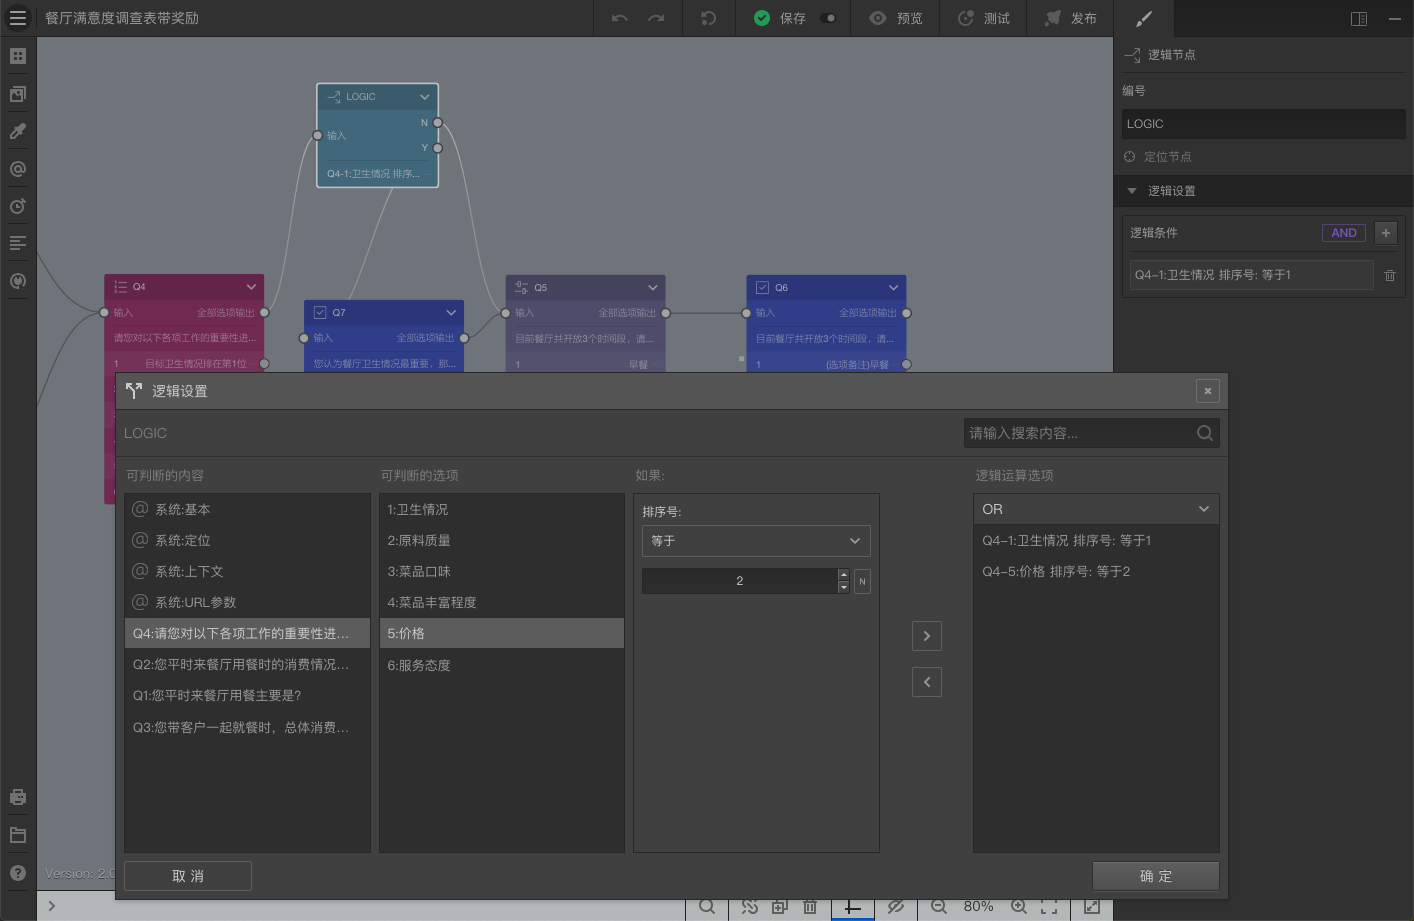 餐厅满意度调查表带奖励
保存
预览
测试
发布
逻辑节点
编号
LOGIC
定位节点
逻辑设置
逻辑条件
AND
+
Q4-1:卫生情况 排序号: 等于1
LOGIC
N
输入
Y
Q4-1:卫生情况 排序...
Q4
输入
全部选项输出
请您对以下各项工作的重要性进...
1
目标卫生情况排在第1位
Q7
输入
全部选项输出
您认为餐厅卫生情况最重要，那...
Q5
输入
全部选项输出
目前餐厅共开放3个时间段，请...
1
早餐
Q6
输入
全部选项输出
目前餐厅共开放3个时间段，请...
1
(选项备注)早餐
逻辑设置
LOGIC
请输入搜索内容...
可判断的内容
@ 系统:基本
@ 系统:定位
@ 系统:上下文
@ 系统:URL参数
Q4:请您对以下各项工作的重要性进...
Q2:您平时来餐厅用餐时的消费情况...
Q1:您平时来餐厅用餐主要是?
Q3:您带客户一起就餐时，总体消费...
可判断的选项
1:卫生情况
2:原料质量
3:菜品口味
4:菜品丰富程度
5:价格
6:服务态度
如果:
排序号:
等于
2
N
逻辑运算选项
OR
Q4-1:卫生情况 排序号: 等于1
Q4-5:价格 排序号: 等于2
取 消
确 定
Version: 2.0
80%